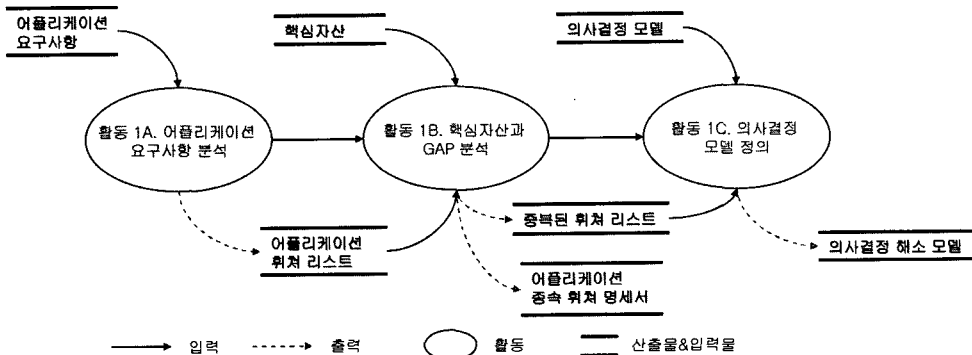 어플리케이션
요구사항
핵심자산
의사결정 모델
활동 1A. 어플리케이션
요구사항 분석
활동 1B. 핵심자산과
GAP 분석
활동 1C. 의사결정
모델 정의
어플리케이션
휘쳐 리스트
중복된 휘쳐 리스트
어플리케이션
종속 휘쳐 명세서
의사결정 해소 모델
입력
출력
활동
산출물&입력물